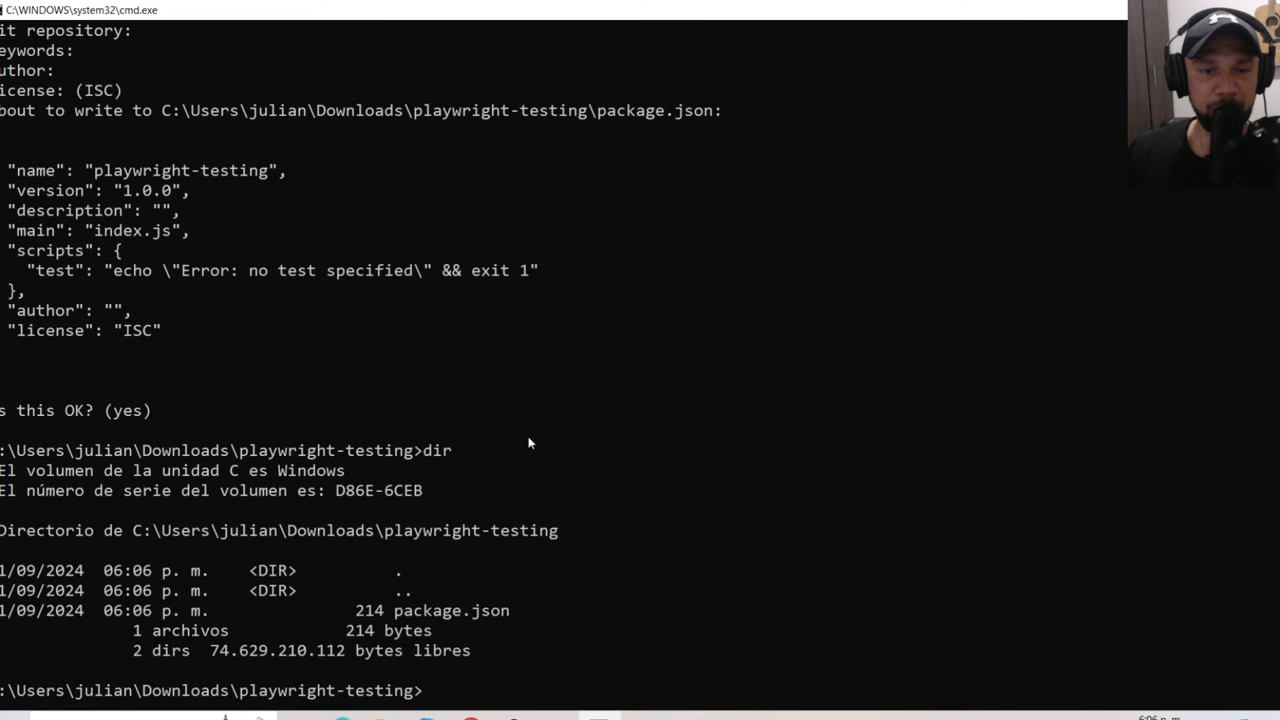 C:\WINDOWS\system32\cmd.exe
it repository:
eywords:
uthor:
icense: (ISC)
bout to write to C:\Users\julian\Downloads\playwright-testing\package.json:
"name": "playwright-testing",
"version": "1.0.0",
"description": "",
"main": "index.js",
"scripts": {
"test": "echo \"Error: no test specified\" && exit 1"
},
"author": "",
"license": "ISC"
s this OK? (yes)
:\Users\julian\Downloads\playwright-testing>dir
El volumen de la unidad C es Windows
El número de serie del volumen es: D86E-6CEB
Directorio de C:\Users\julian\Downloads\playwright-testing
1/09/2024 06:06 p. m. <DIR> .
1/09/2024 06:06 p. m. <DIR> ..
1/09/2024 06:06 p. m. 214 package.json
1 archivos 214 bytes
2 dirs 74.629.210.112 bytes libres
:\Users\julian\Downloads\playwright-testing>
6:06 p. m.